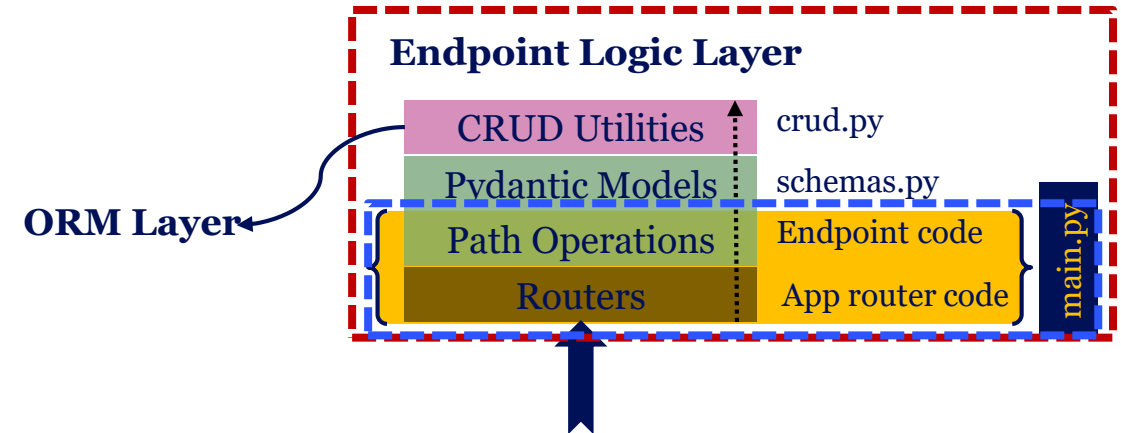 Endpoint Logic Layer
CRUD Utilities
crud.py
Pydantic Models
schemas.py
ORM Layer
Path Operations
Endpoint code
Routers
App router code
main.py